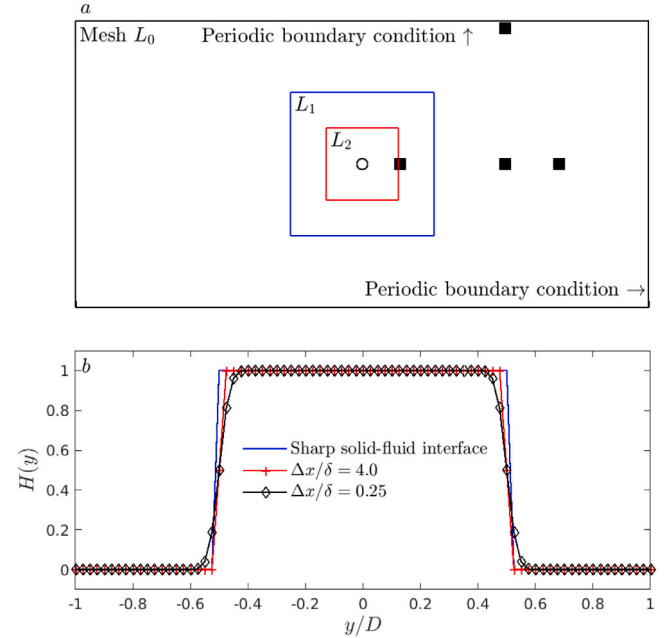 a
Mesh L₀
Periodic boundary condition ↑
L₁
L₂
Periodic boundary condition →
b
1
0.8
0.6
0.4
0.2
0
H(y)
Sharp solid-fluid interface
Δx/δ = 4.0
Δx/δ = 0.25
-1 -0.8 -0.6 -0.4 -0.2 0 0.2 0.4 0.6 0.8 1
y/D